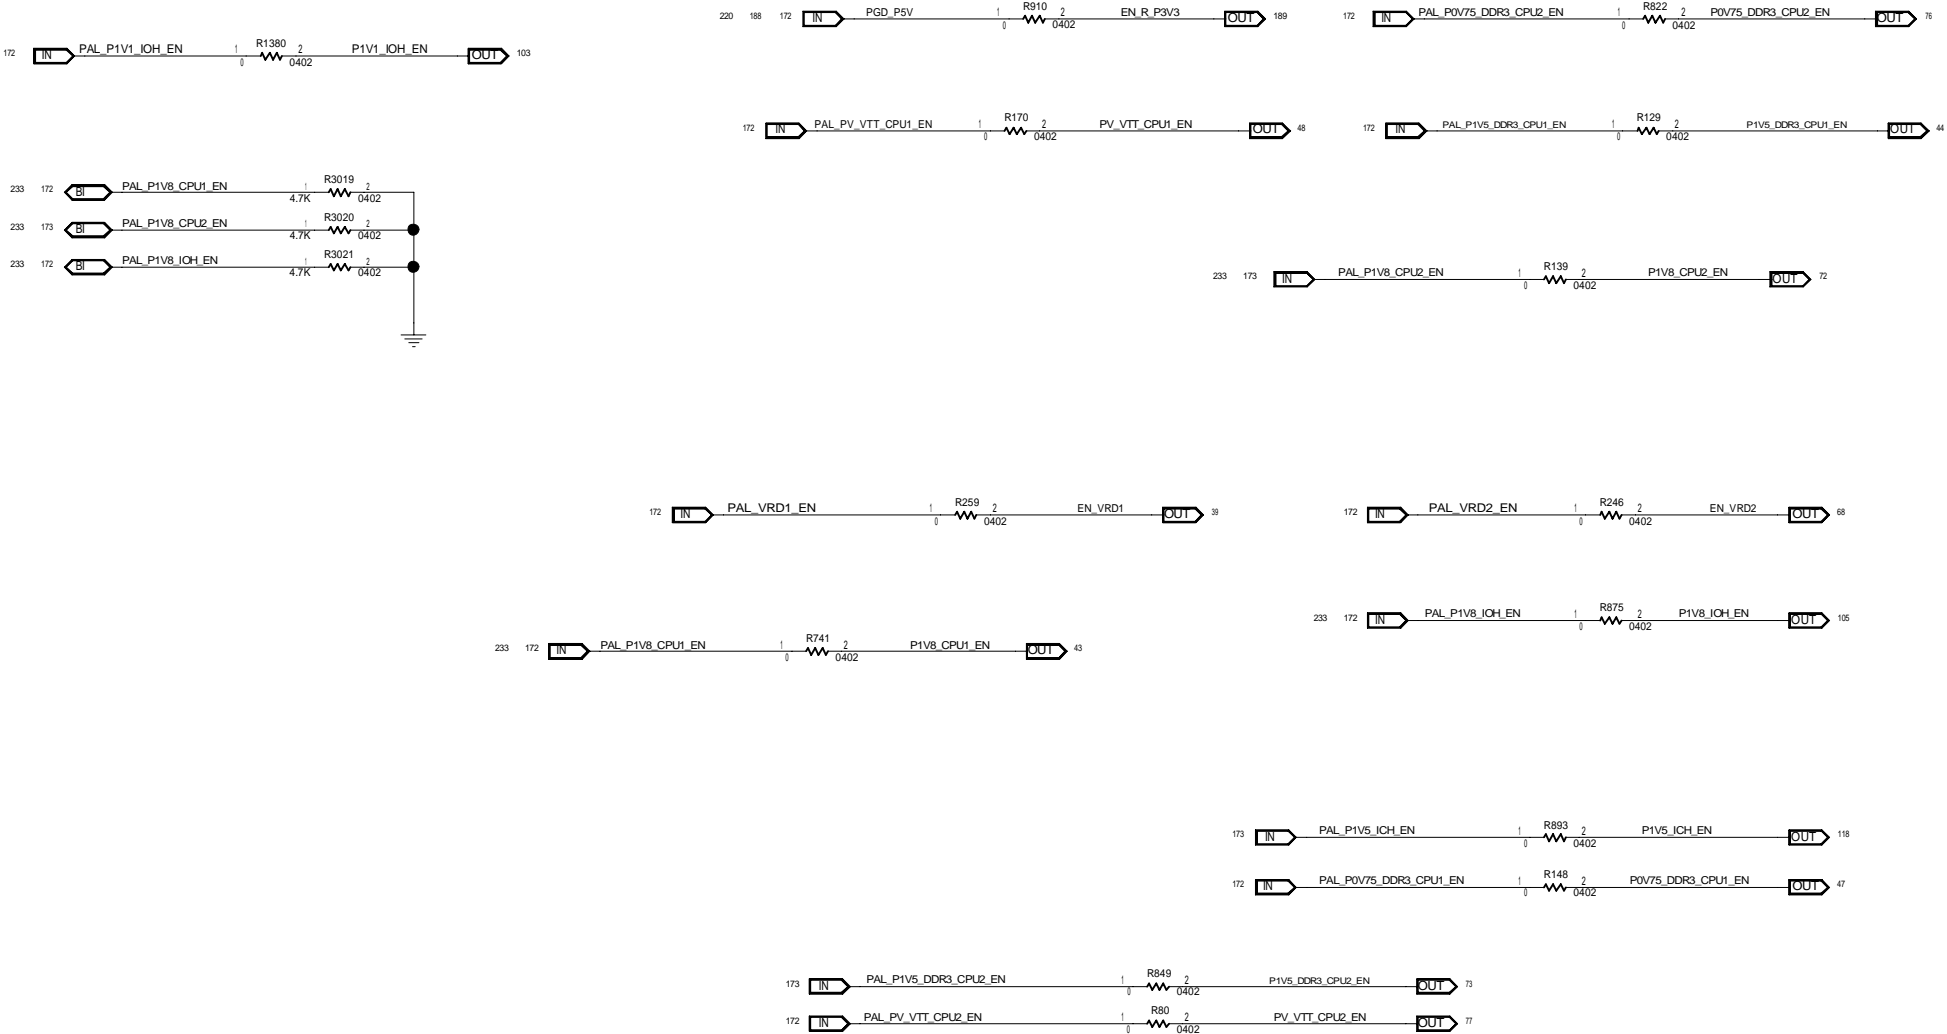 220 188 172 IN PGD_P5V 1 R910 2 EN_R_P3V3 OUT 189
0 0402
172 IN PAL_P0V75_DDR3_CPU2_EN 1 R822 2 P0V75_DDR3_CPU2_EN OUT 76
0 0402
172 IN PAL_P1V1_IOH_EN 1 R1380 2 P1V1_IOH_EN OUT 103
0 0402
172 IN PAL_PV_VTT_CPU1_EN 1 R170 2 PV_VTT_CPU1_EN OUT 48
0 0402
172 IN PAL_P1V5_DDR3_CPU1_EN 1 R129 2 P1V5_DDR3_CPU1_EN OUT 44
0 0402
233 172 BI PAL_P1V8_CPU1_EN 1 R3019 2
4.7K 0402
233 173 BI PAL_P1V8_CPU2_EN 1 R3020 2
4.7K 0402
233 172 BI PAL_P1V8_IOH_EN 1 R3021 2
4.7K 0402
233 173 IN PAL_P1V8_CPU2_EN 1 R139 2 P1V8_CPU2_EN OUT 72
0 0402
172 IN PAL_VRD1_EN 1 R259 2 EN_VRD1 OUT 39
0 0402
172 IN PAL_VRD2_EN 1 R246 2 EN_VRD2 OUT 68
0 0402
233 172 IN PAL_P1V8_IOH_EN 1 R875 2 P1V8_IOH_EN OUT 105
0 0402
233 172 IN PAL_P1V8_CPU1_EN 1 R741 2 P1V8_CPU1_EN OUT 43
0 0402
173 IN PAL_P1V5_ICH_EN 1 R893 2 P1V5_ICH_EN OUT 118
0 0402
172 IN PAL_P0V75_DDR3_CPU1_EN 1 R148 2 P0V75_DDR3_CPU1_EN OUT 47
0 0402
173 IN PAL_P1V5_DDR3_CPU2_EN 1 R849 2 P1V5_DDR3_CPU2_EN OUT 73
0 0402
172 IN PAL_PV_VTT_CPU2_EN 1 R80 2 PV_VTT_CPU2_EN OUT 77
0 0402